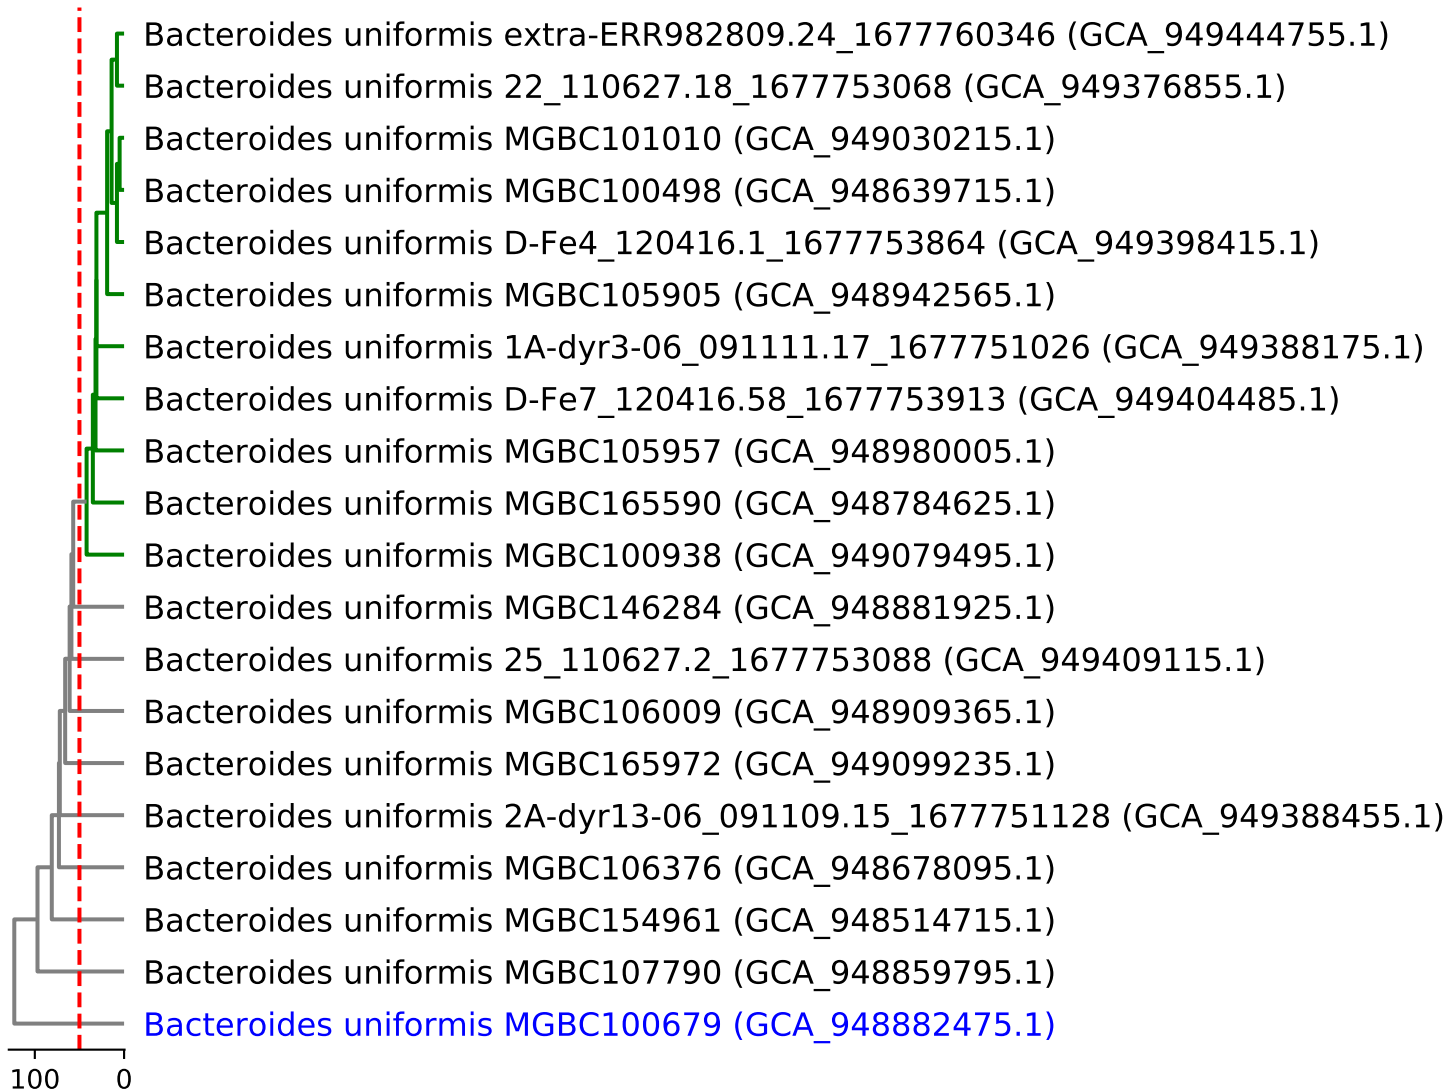 Bacteroides uniformis extra-ERR982809.24_1677760346 (GCA_949444755.1)
Bacteroides uniformis 22_110627.18_1677753068 (GCA_949376855.1)
Bacteroides uniformis MGBC101010 (GCA_949030215.1)
Bacteroides uniformis MGBC100498 (GCA_948639715.1)
Bacteroides uniformis D-Fe4_120416.1_1677753864 (GCA_949398415.1)
Bacteroides uniformis MGBC105905 (GCA_948942565.1)
Bacteroides uniformis 1A-dyr3-06_091111.17_1677751026 (GCA_949388175.1)
Bacteroides uniformis D-Fe7_120416.58_1677753913 (GCA_949404485.1)
Bacteroides uniformis MGBC105957 (GCA_948980005.1)
Bacteroides uniformis MGBC165590 (GCA_948784625.1)
Bacteroides uniformis MGBC100938 (GCA_949079495.1)
Bacteroides uniformis MGBC146284 (GCA_948881925.1)
Bacteroides uniformis 25_110627.2_1677753088 (GCA_949409115.1)
Bacteroides uniformis MGBC106009 (GCA_948909365.1)
Bacteroides uniformis MGBC165972 (GCA_949099235.1)
Bacteroides uniformis 2A-dyr13-06_091109.15_1677751128 (GCA_949388455.1)
Bacteroides uniformis MGBC106376 (GCA_948678095.1)
Bacteroides uniformis MGBC154961 (GCA_948514715.1)
Bacteroides uniformis MGBC107790 (GCA_948859795.1)
Bacteroides uniformis MGBC100679 (GCA_948882475.1)
100 0